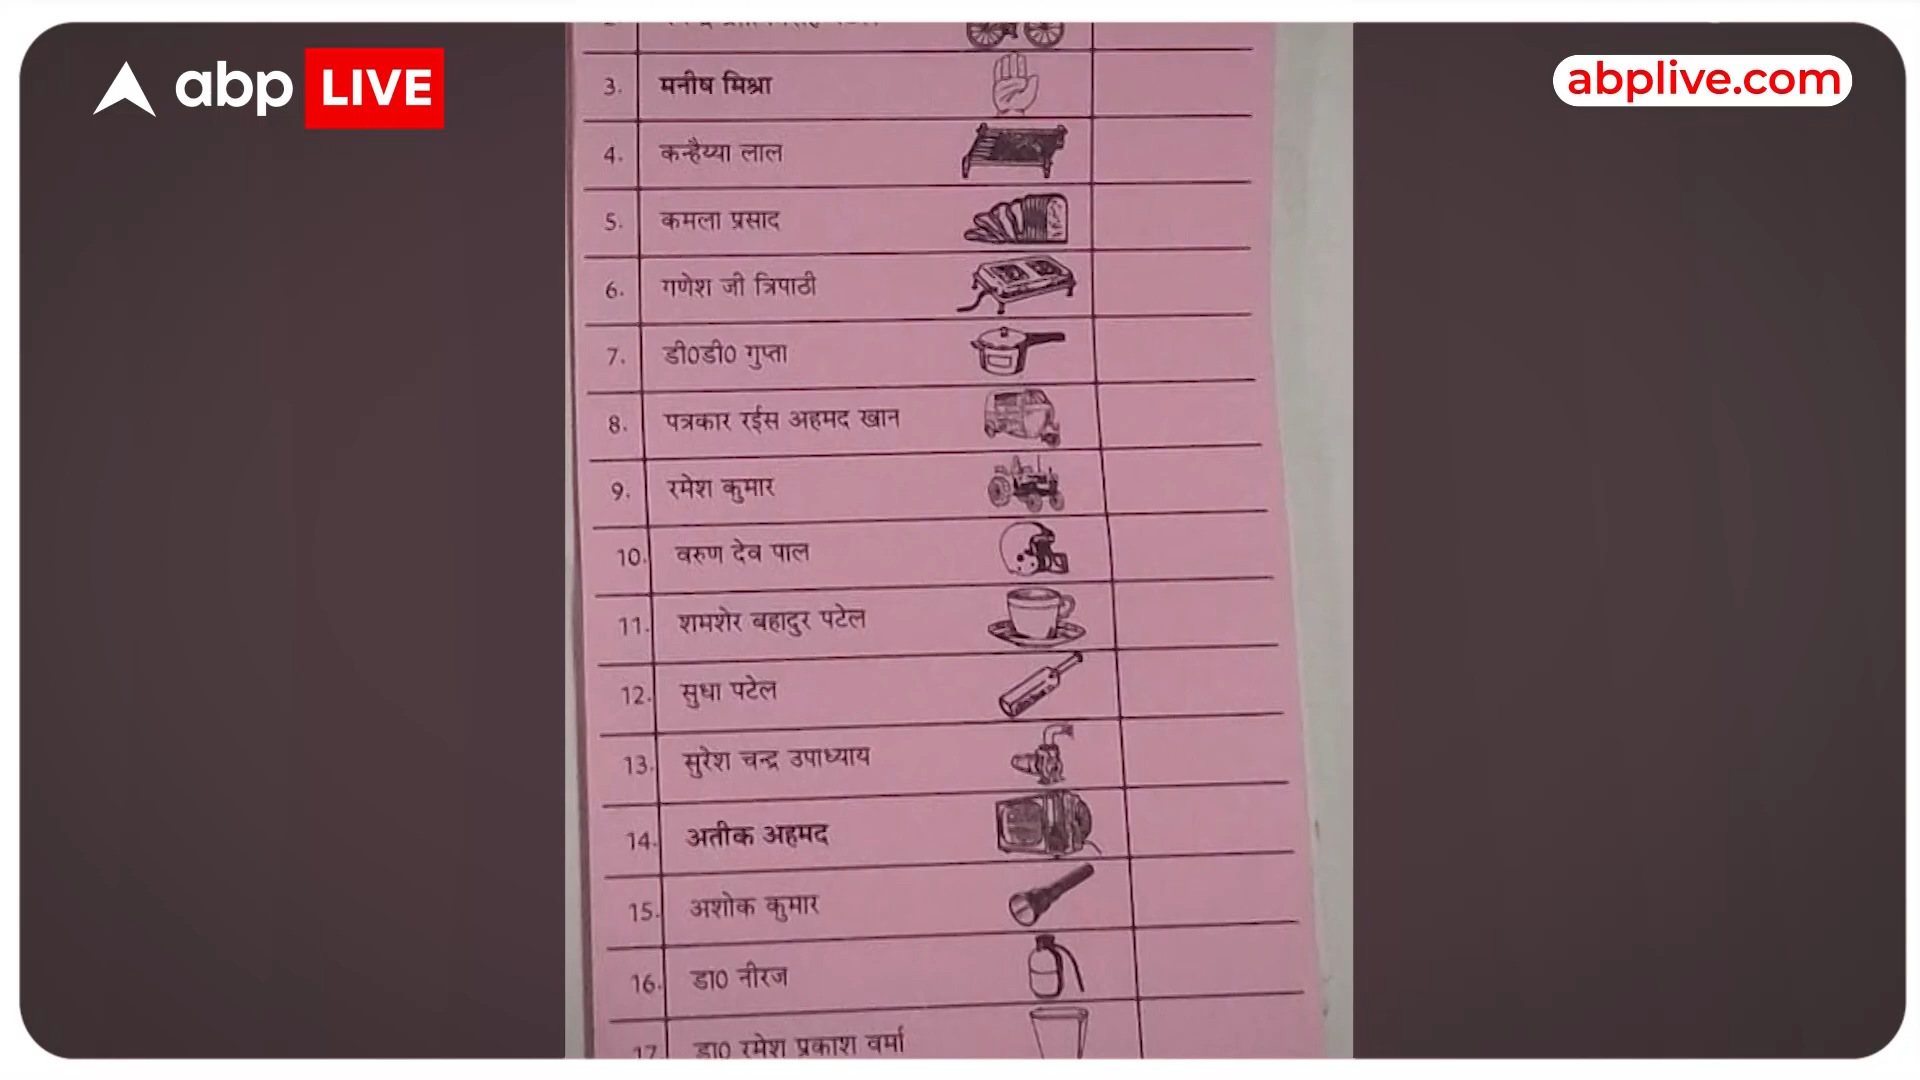 abp LIVE
abplive.com
3. मनीष मिश्रा
4. कन्हैय्या लाल
5. कमला प्रसाद
6. गणेश जी त्रिपाठी
7. डी0डी0 गुप्ता
8. पत्रकार रईस अहमद खान
9. रमेश कुमार
10. वरुण देव पाल
11. शमशेर बहादुर पटेल
12. सुधा पटेल
13. सुरेश चन्द्र उपाध्याय
14. अतीक अहमद
15. अशोक कुमार
16. डा0 नीरज
17 डा0 रमेश प्रकाश वर्मा